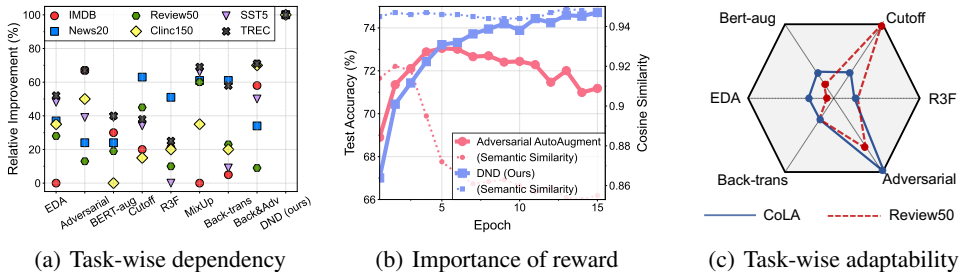 IMDB
News20
Review50
Clinc150
SST5
TREC
Relative Improvement (%)
100
80
60
40
20
0
EDA
Adversarial
BERT-aug
Cutoff
R3F
MixUp
Back-trans
Back&Adv
DND (ours)
(a) Task-wise dependency
Test Accuracy (%)
74
72
70
68
66
5
10
15
Epoch
0.94
0.92
0.9
0.88
0.86
Cosine Similarity
Adversarial AutoAugment
(Semantic Similarity)
DND (Ours)
(Semantic Similarity)
(b) Importance of reward
Bert-aug
Cutoff
EDA
R3F
Back-trans
Adversarial
CoLA
Review50
(c) Task-wise adaptability